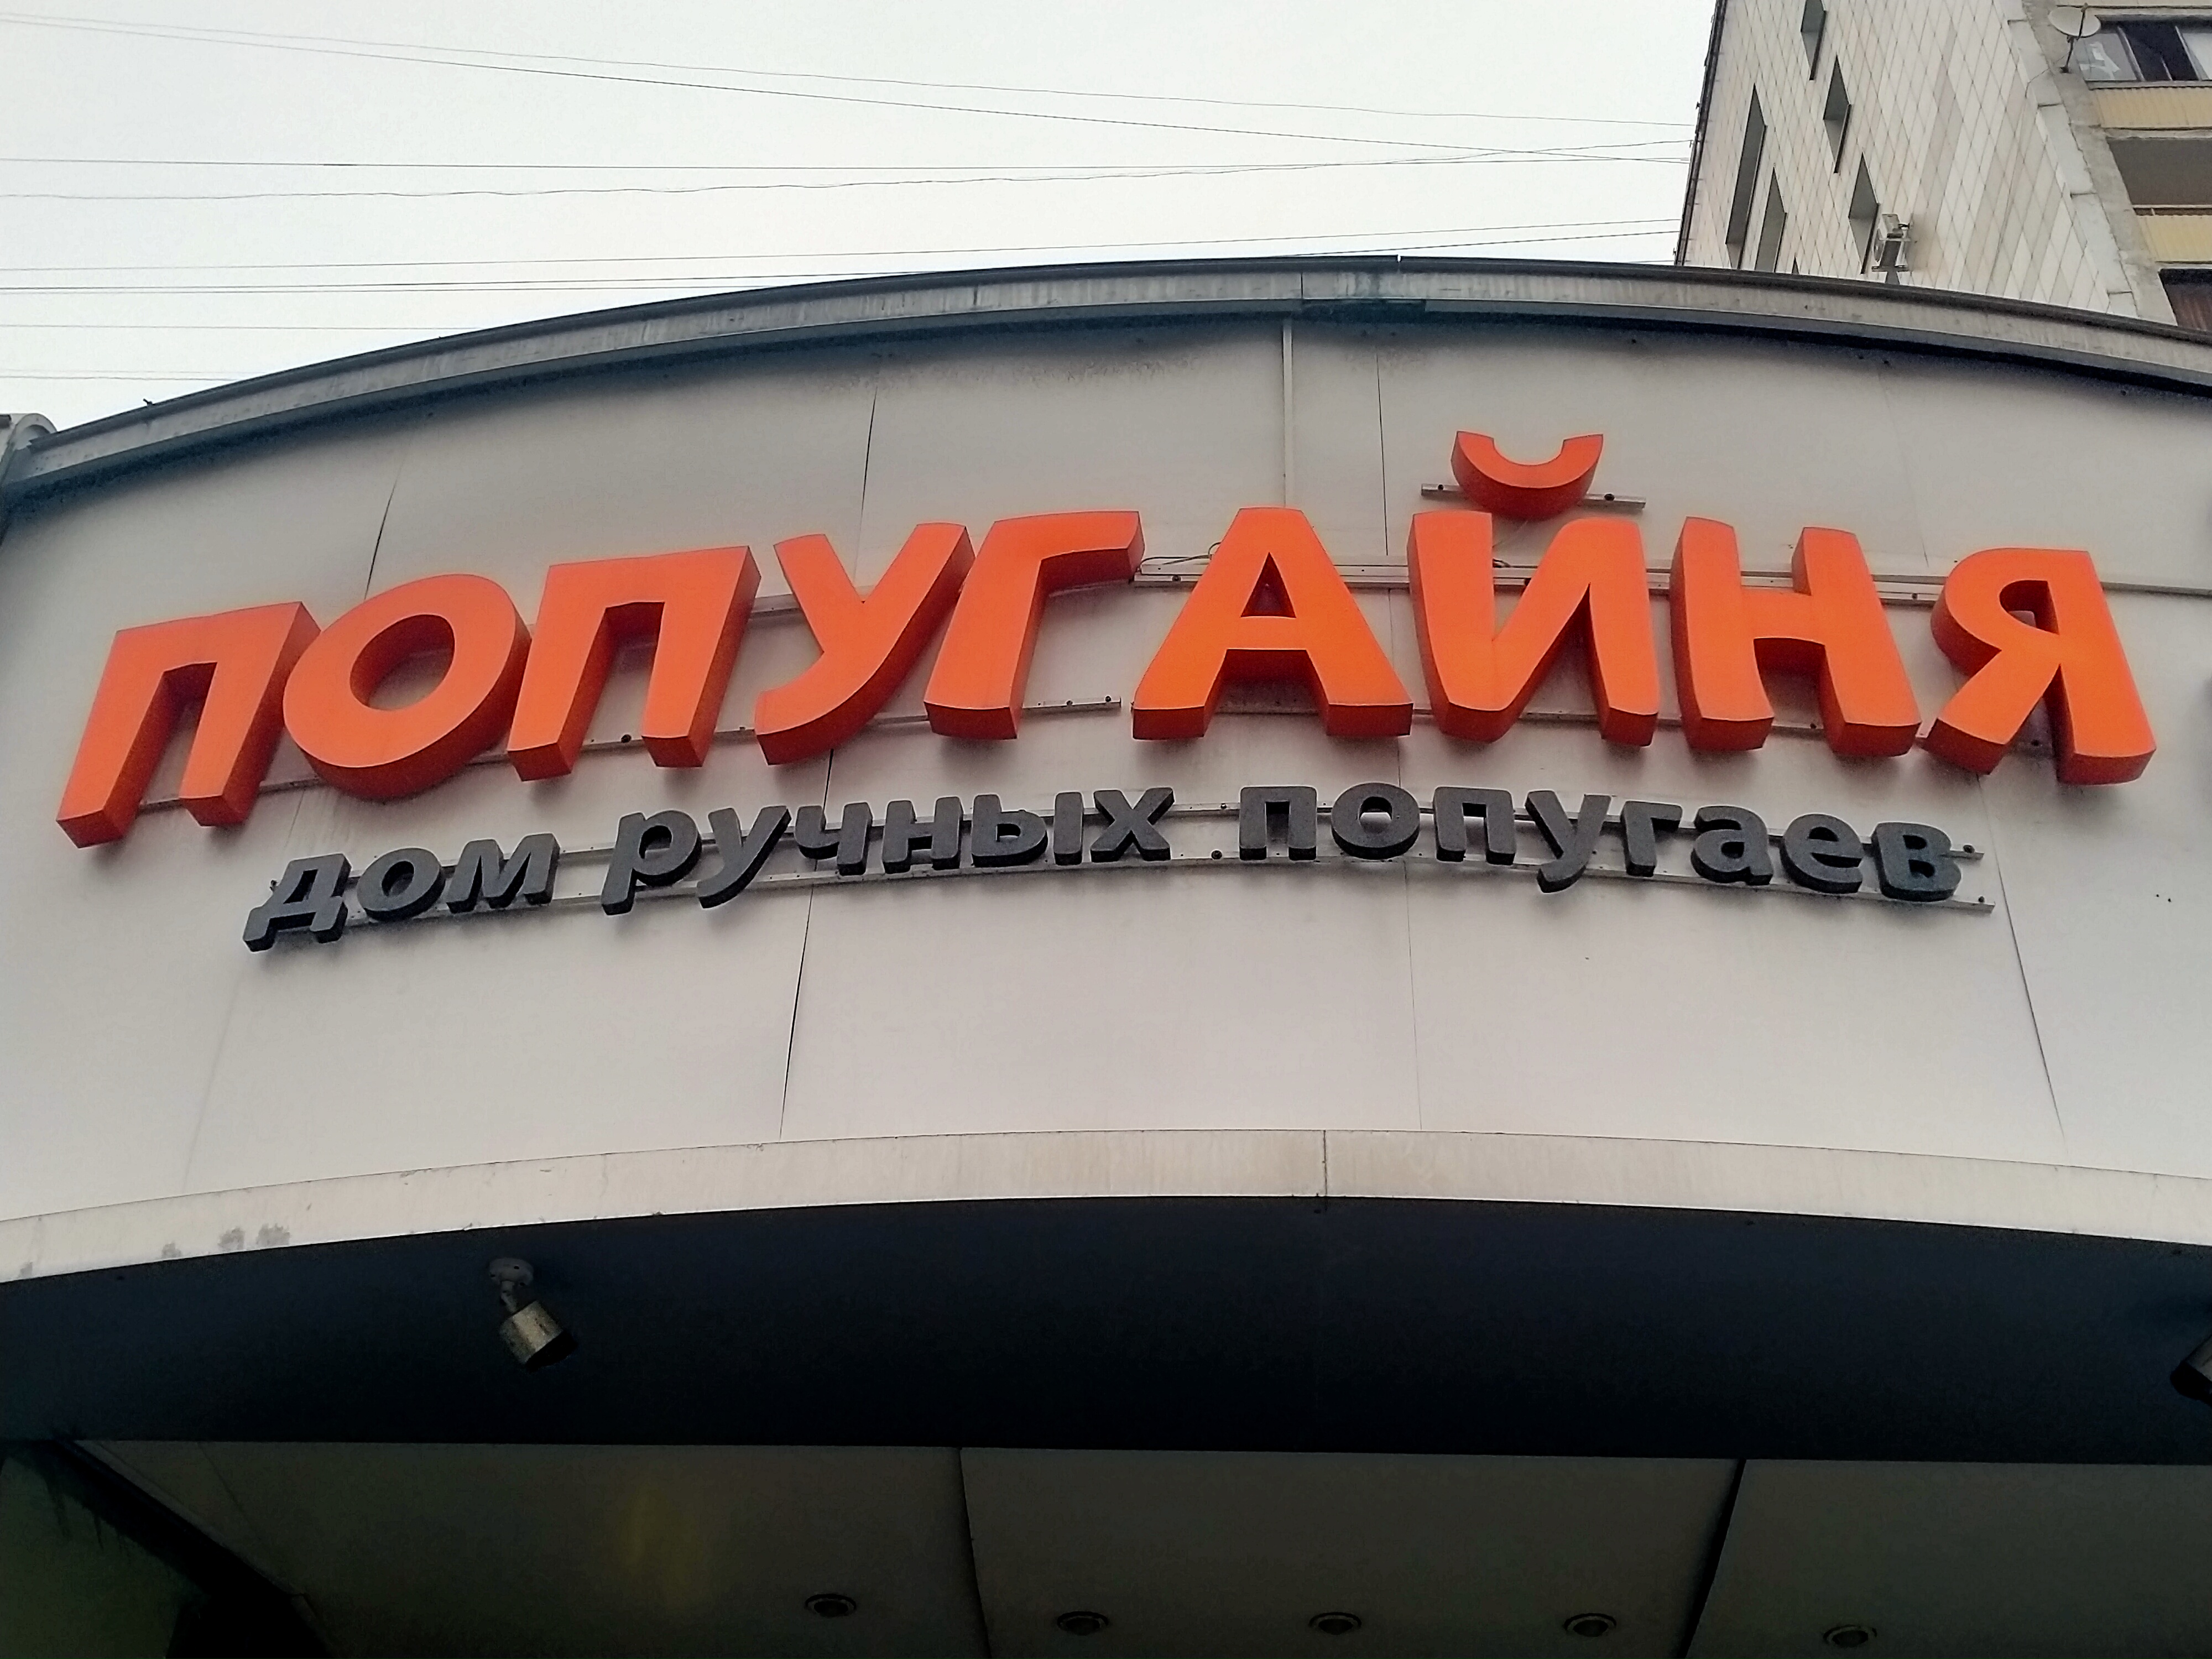 ПОПУГАЙНЯ
дом ручных попугаев